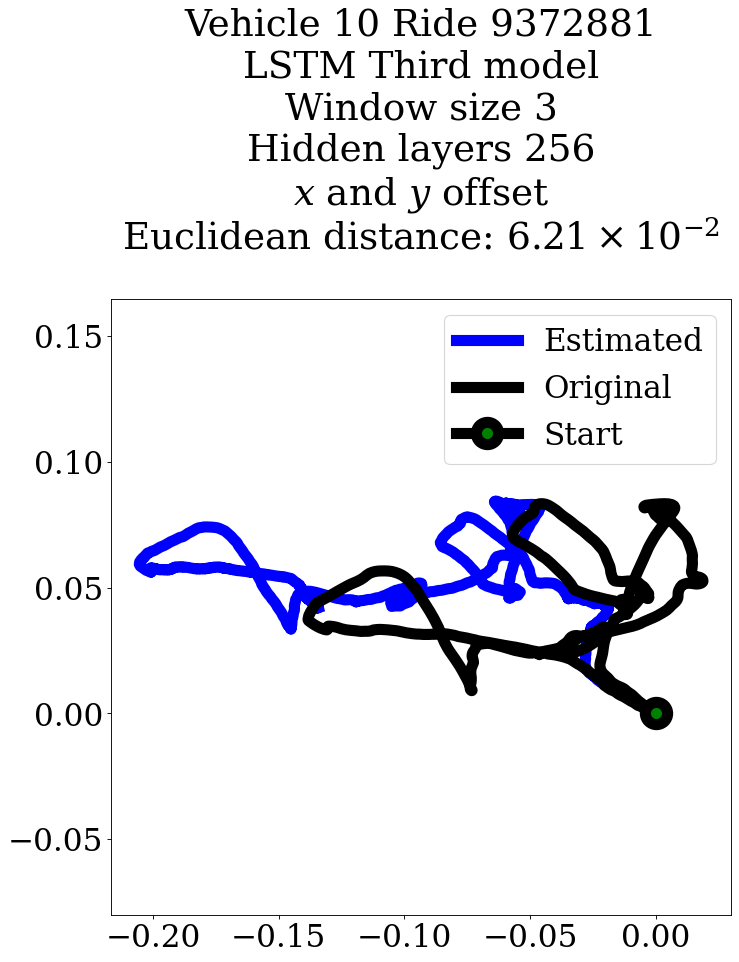 Vehicle 10 Ride 9372881
LSTM Third model
Window size 3
Hidden layers 256
x and y offset
Euclidean distance: 6.21 × 10⁻²
Estimated
Original
Start
0.15
0.10
0.05
0.00
−0.05
−0.20 −0.15 −0.10 −0.05 0.00